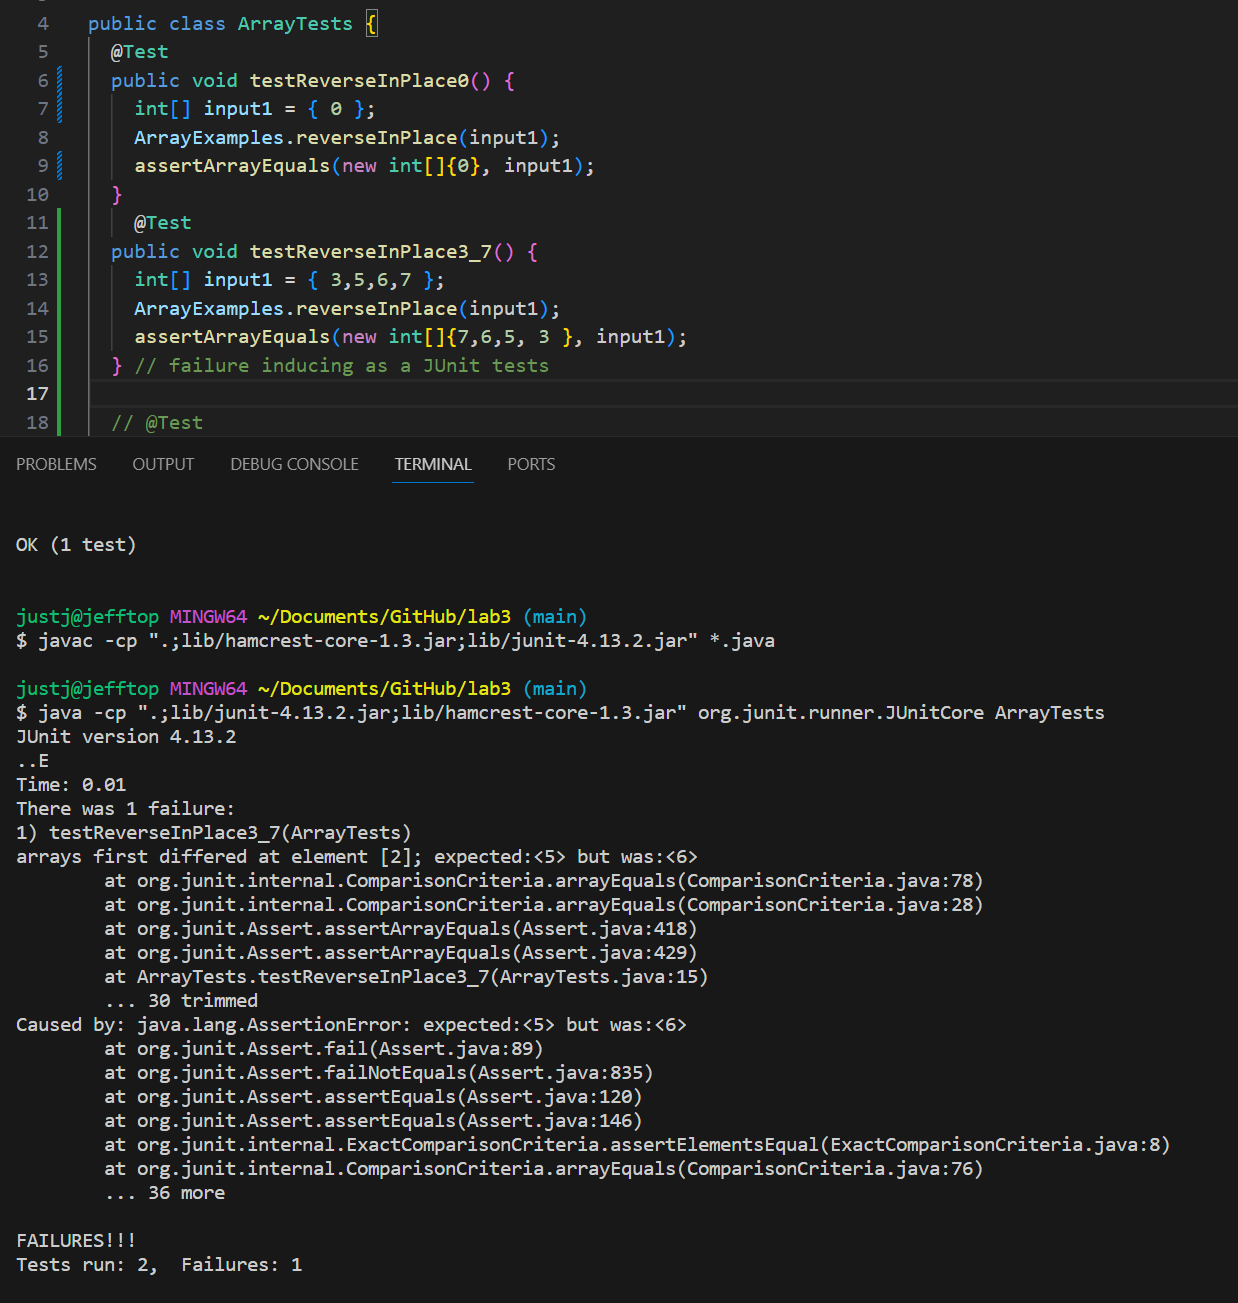 4 public class ArrayTests {
5 @Test
6 public void testReverseInPlace0() {
7 int[] input1 = { 0 };
8 ArrayExamples.reverseInPlace(input1);
9 assertArrayEquals(new int[]{0}, input1);
10 }
11 @Test
12 public void testReverseInPlace3_7() {
13 int[] input1 = { 3,5,6,7 };
14 ArrayExamples.reverseInPlace(input1);
15 assertArrayEquals(new int[]{7,6,5, 3 }, input1);
16 } // failure inducing as a JUnit tests
17
18 // @Test
PROBLEMS OUTPUT DEBUG CONSOLE TERMINAL PORTS
OK (1 test)
justj@jefftop MINGW64 ~/Documents/GitHub/lab3 (main)
$ javac -cp ".;lib/hamcrest-core-1.3.jar;lib/junit-4.13.2.jar" *.java
justj@jefftop MINGW64 ~/Documents/GitHub/lab3 (main)
$ java -cp ".;lib/junit-4.13.2.jar;lib/hamcrest-core-1.3.jar" org.junit.runner.JUnitCore ArrayTests
JUnit version 4.13.2
..E
Time: 0.01
There was 1 failure:
1) testReverseInPlace3_7(ArrayTests)
arrays first differed at element [2]; expected:<5> but was:<6>
at org.junit.internal.ComparisonCriteria.arrayEquals(ComparisonCriteria.java:78)
at org.junit.internal.ComparisonCriteria.arrayEquals(ComparisonCriteria.java:28)
at org.junit.Assert.assertArrayEquals(Assert.java:418)
at org.junit.Assert.assertArrayEquals(Assert.java:429)
at ArrayTests.testReverseInPlace3_7(ArrayTests.java:15)
... 30 trimmed
Caused by: java.lang.AssertionError: expected:<5> but was:<6>
at org.junit.Assert.fail(Assert.java:89)
at org.junit.Assert.failNotEquals(Assert.java:835)
at org.junit.Assert.assertEquals(Assert.java:120)
at org.junit.Assert.assertEquals(Assert.java:146)
at org.junit.internal.ExactComparisonCriteria.assertElementsEqual(ExactComparisonCriteria.java:8)
at org.junit.internal.ComparisonCriteria.arrayEquals(ComparisonCriteria.java:76)
... 36 more
FAILURES!!!
Tests run: 2,  Failures: 1